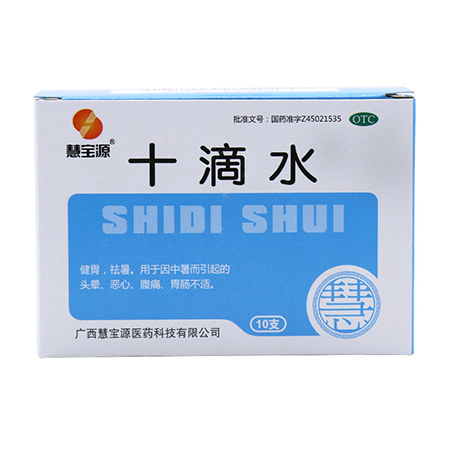 批准文号：国药准字Z45021535
OTC
慧宝源®
十滴水
SHIDI SHUI
健胃，祛暑。用于因中暑而引起的
头晕、恶心、腹痛、胃肠不适。
慧
10支
广西慧宝源医药科技有限公司